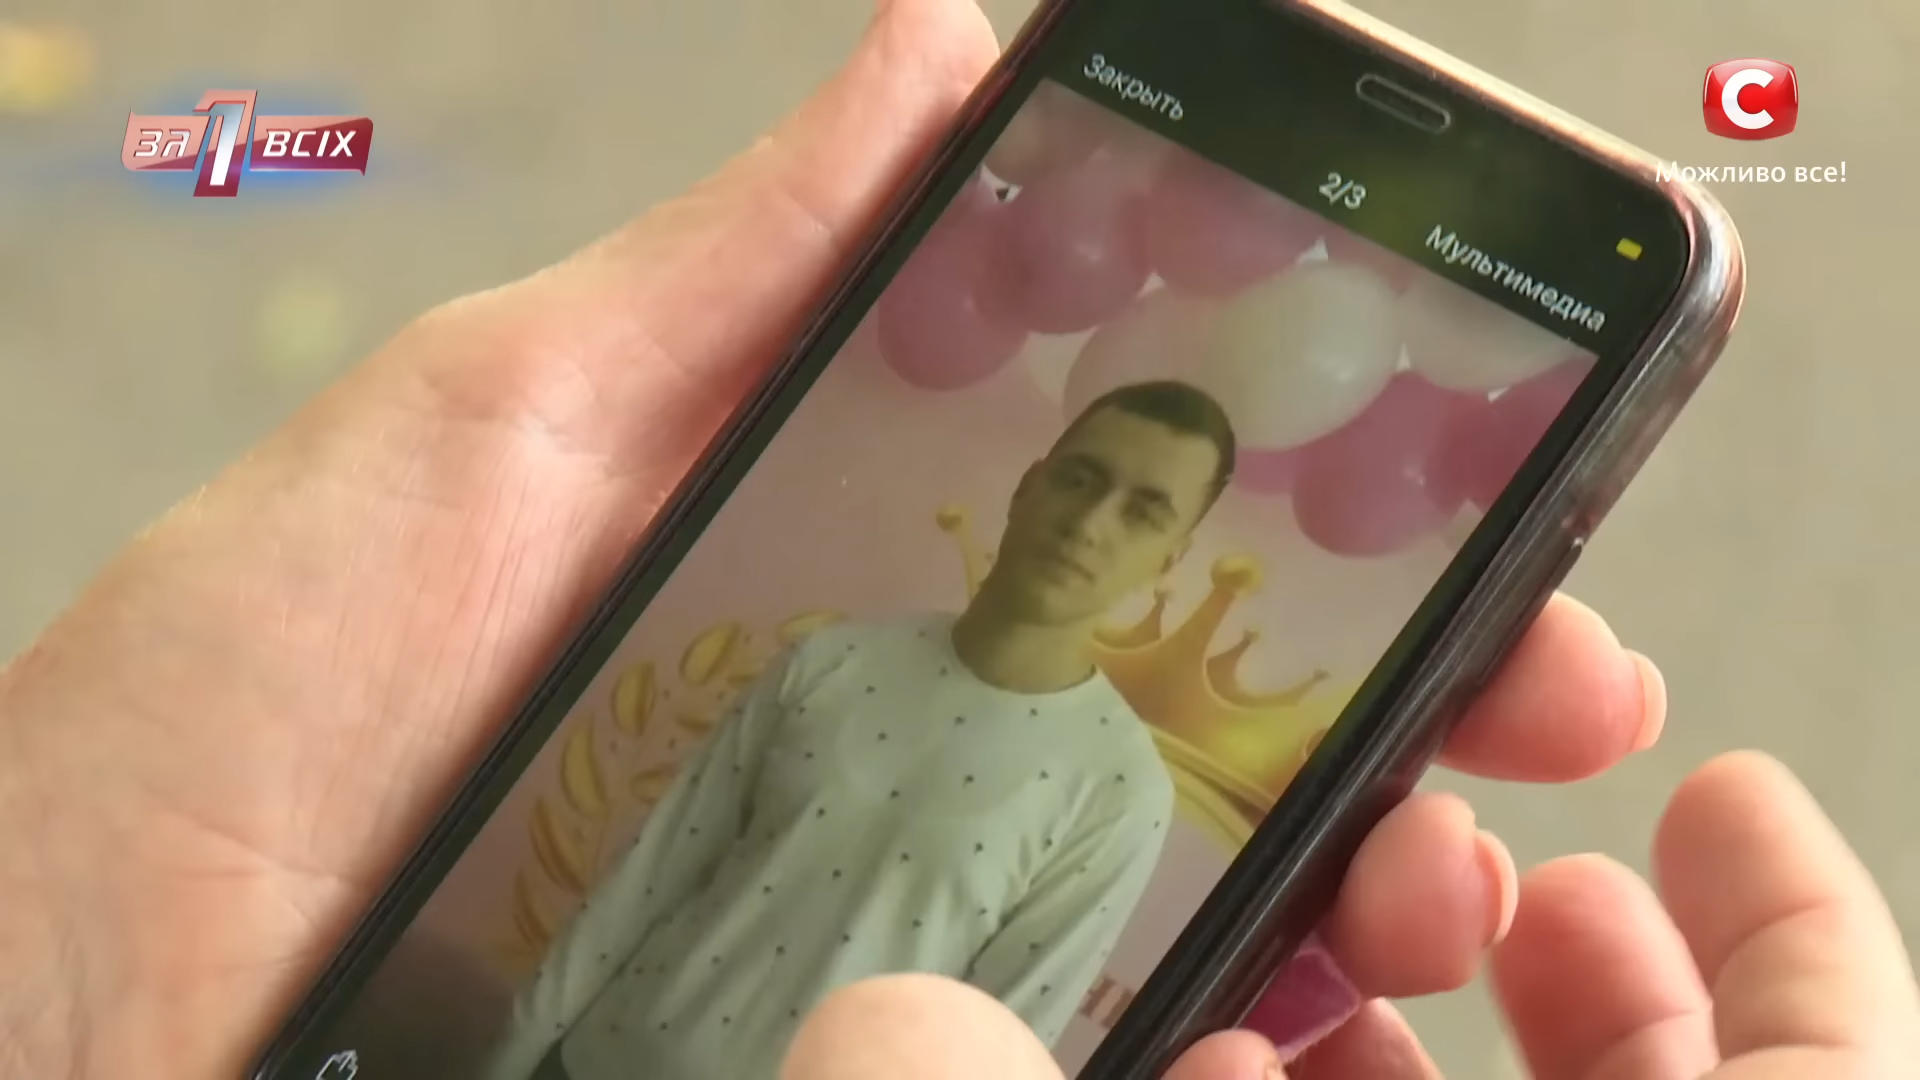 ЗА 1 ВСІХ
С
Можливо все!
Закрыть
2/3
Мультимедиа